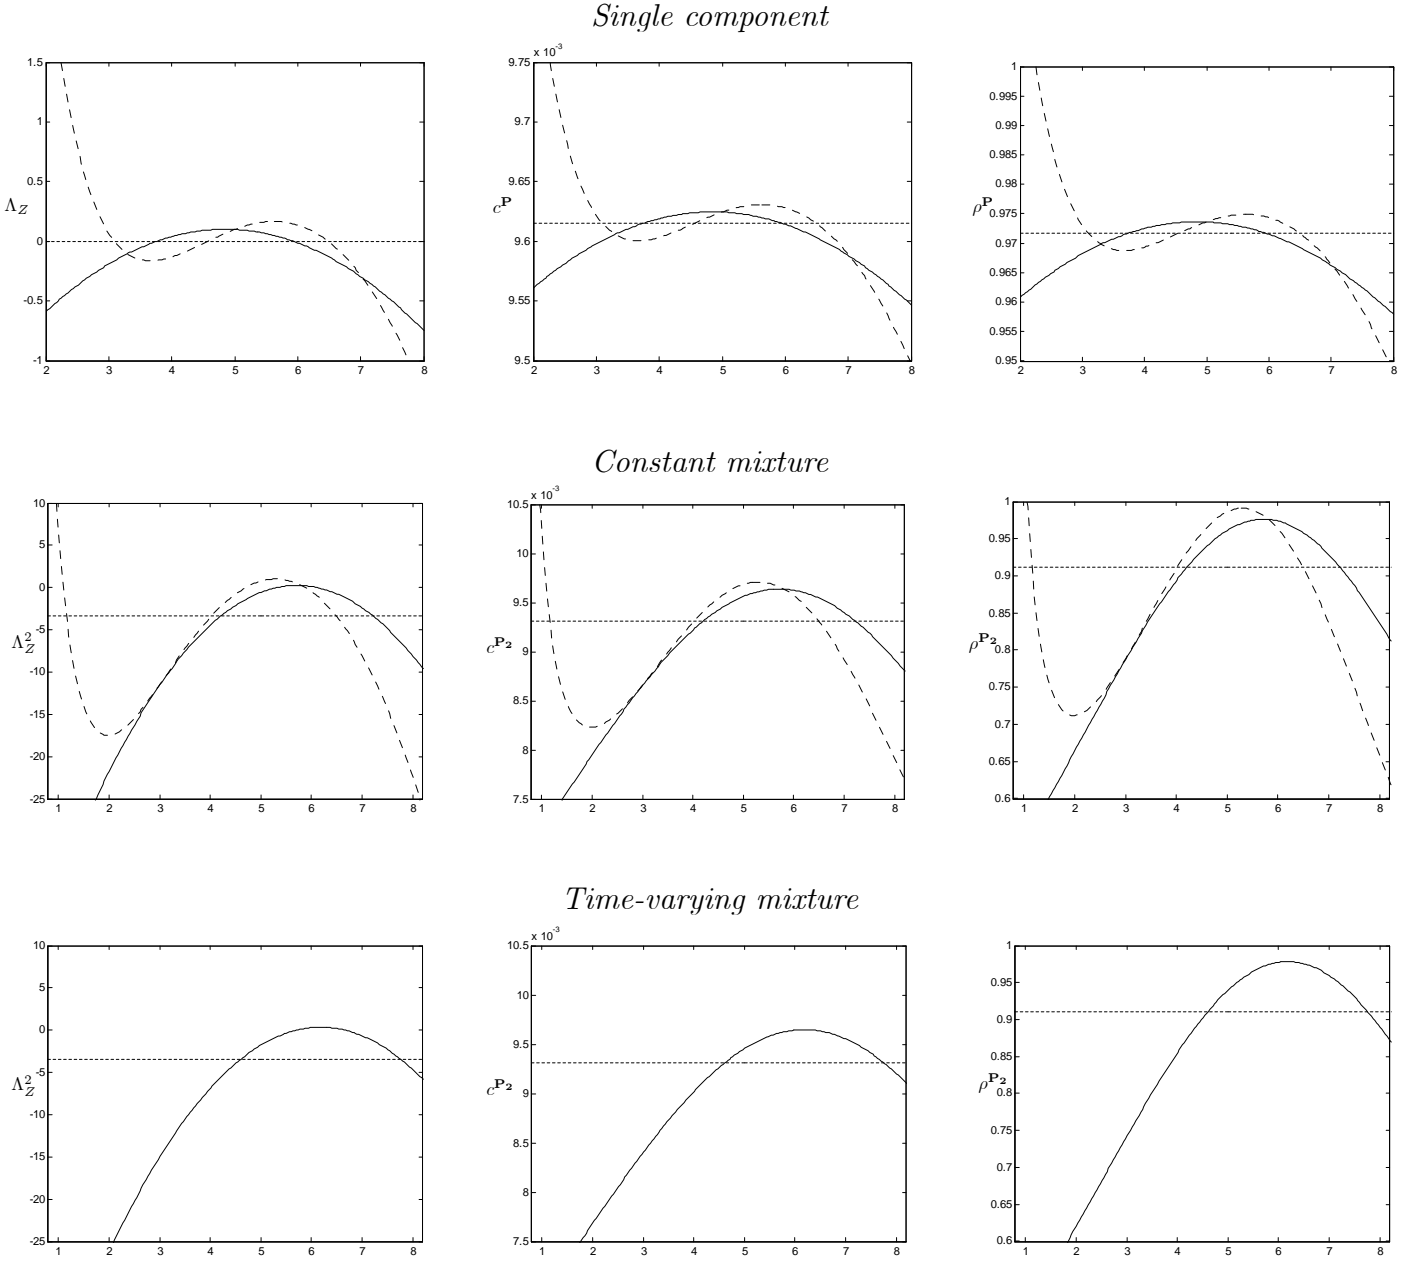 Single component
x 10⁻³
1.5 9.75 1
0.995
1 9.7 0.99
0.985
0.5 9.65 0.98
Λ_Z c^P ρ^P 0.975
0 9.6 0.97
0.965
-0.5 9.55 0.96
0.955
-1 9.5 0.95
2 3 4 5 6 7 8 2 3 4 5 6 7 8 2 3 4 5 6 7 8
Constant mixture
x 10⁻³
10 10.5 1
5 10 0.95
0 0.9
9.5
-5 0.85
Λ²_Z c^P₂ 9 ρ^P₂ 0.8
-10 0.75
-15 8.5 0.7
-20 8 0.65
-25 7.5 0.6
1 2 3 4 5 6 7 8 1 2 3 4 5 6 7 8 1 2 3 4 5 6 7 8
Time-varying mixture
x 10⁻³
10 10.5 1
5 10 0.95
0 0.9
9.5
-5 0.85
Λ²_Z c^P₂ 9 ρ^P₂ 0.8
-10 0.75
-15 8.5 0.7
-20 8 0.65
-25 7.5 0.6
1 2 3 4 5 6 7 8 1 2 3 4 5 6 7 8 1 2 3 4 5 6 7 8